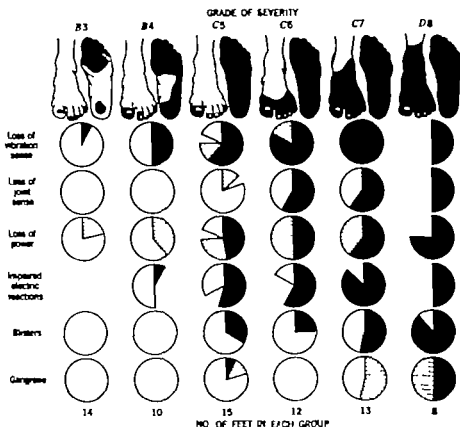 GRADE OF SEVERITY
B3 B4 C5 C6 C7 D8
Loss of
vibration
sense
Loss of
joint
sense
Loss of
power
Impaired
electric
reactions
Blisters
Gangrene
14 10 15 12 13 8
NO. OF FEET IN EACH GROUP